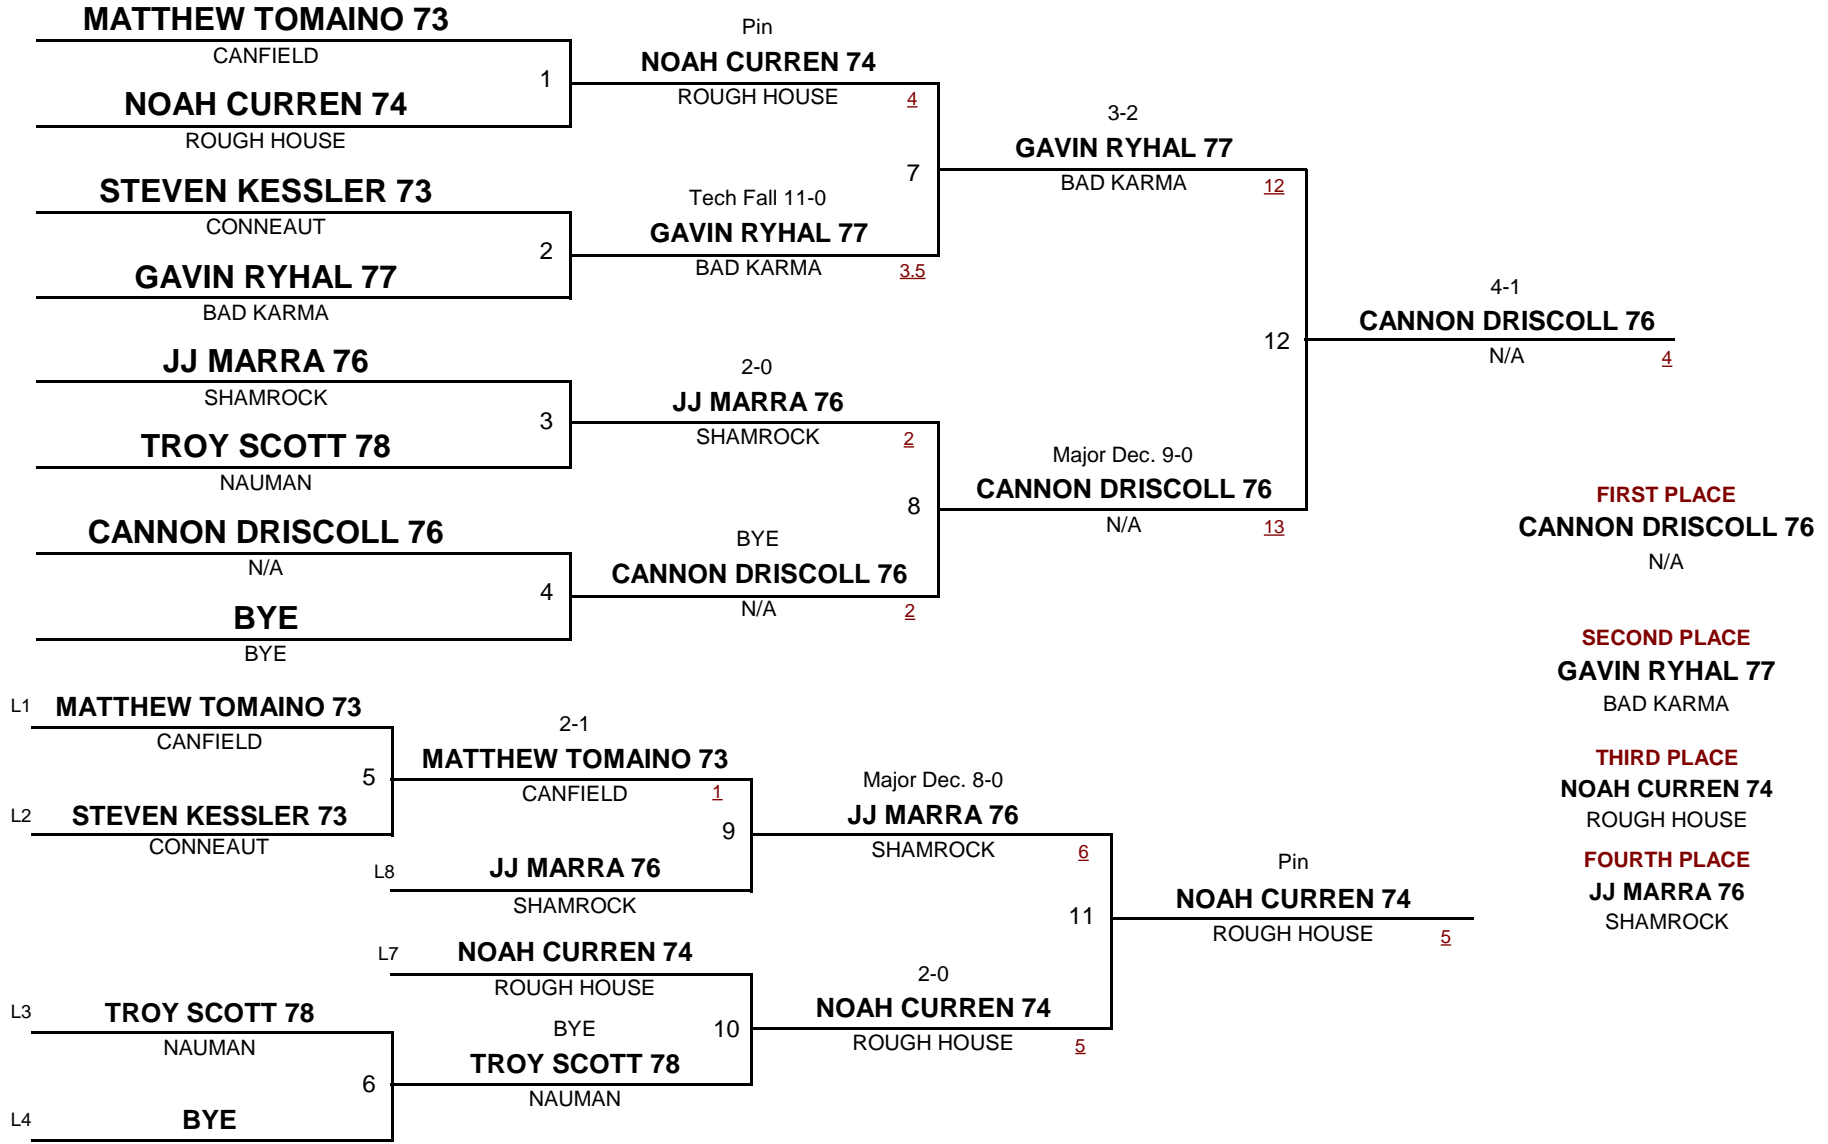 MATTHEW TOMAINO 73
CANFIELD
1
NOAH CURREN 74
ROUGH HOUSE
STEVEN KESSLER 73
CONNEAUT
2
GAVIN RYHAL 77
BAD KARMA
JJ MARRA 76
SHAMROCK
3
TROY SCOTT 78
NAUMAN
CANNON DRISCOLL 76
N/A
4
BYE
BYE
Pin
NOAH CURREN 74
ROUGH HOUSE 4
7
Tech Fall 11-0
GAVIN RYHAL 77
BAD KARMA 3.5
2-0
JJ MARRA 76
SHAMROCK 2
8
BYE
CANNON DRISCOLL 76
N/A 2
3-2
GAVIN RYHAL 77
BAD KARMA 12
12
Major Dec. 9-0
CANNON DRISCOLL 76
N/A 13
4-1
CANNON DRISCOLL 76
N/A 4
FIRST PLACE
CANNON DRISCOLL 76
N/A
SECOND PLACE
GAVIN RYHAL 77
BAD KARMA
THIRD PLACE
NOAH CURREN 74
ROUGH HOUSE
FOURTH PLACE
JJ MARRA 76
SHAMROCK
L1 MATTHEW TOMAINO 73
CANFIELD
5
L2 STEVEN KESSLER 73
CONNEAUT
2-1
MATTHEW TOMAINO 73
CANFIELD 1
9
L8 JJ MARRA 76
SHAMROCK
L7 NOAH CURREN 74
ROUGH HOUSE
10
BYE
TROY SCOTT 78
NAUMAN
L3 TROY SCOTT 78
NAUMAN
6
L4 BYE
Major Dec. 8-0
JJ MARRA 76
SHAMROCK 6
11
2-0
NOAH CURREN 74
ROUGH HOUSE 5
Pin
NOAH CURREN 74
ROUGH HOUSE 5